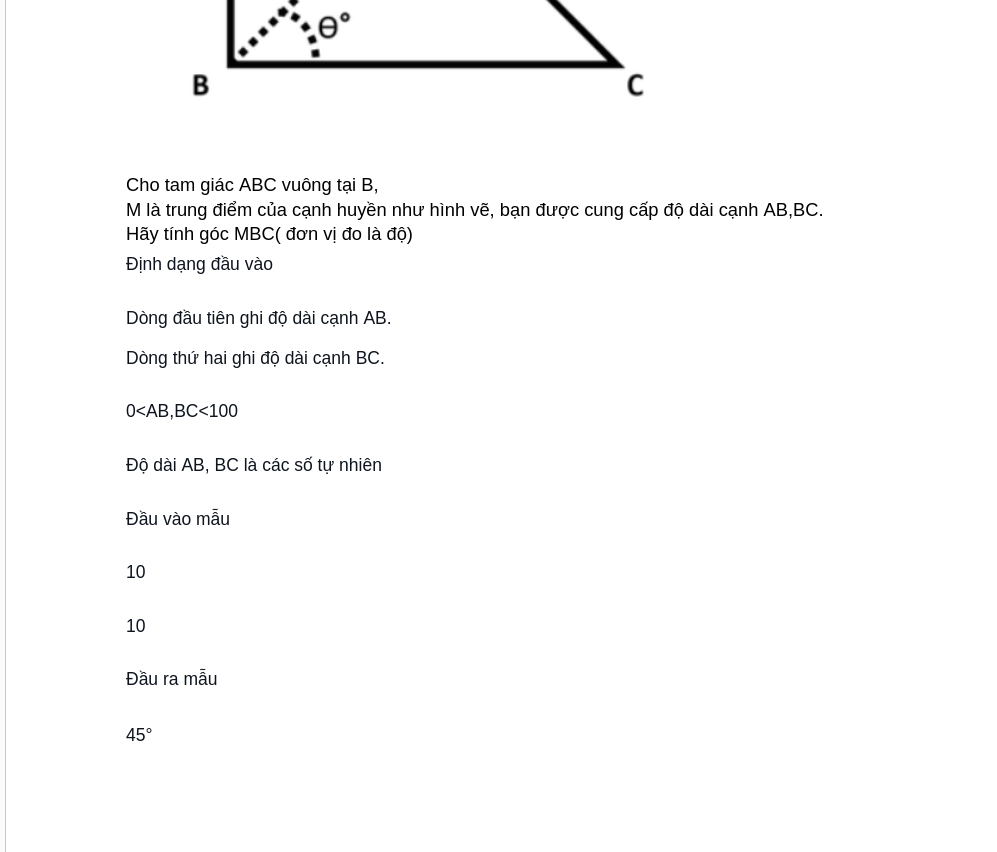 Θ°
B
C
Cho tam giác ABC vuông tại B,
M là trung điểm của cạnh huyền như hình vẽ, bạn được cung cấp độ dài cạnh AB,BC.
Hãy tính góc MBC( đơn vị đo là độ)
Định dạng đầu vào
Dòng đầu tiên ghi độ dài cạnh AB.
Dòng thứ hai ghi độ dài cạnh BC.
0<AB,BC<100
Độ dài AB, BC là các số tự nhiên
Đầu vào mẫu
10
10
Đầu ra mẫu
45°